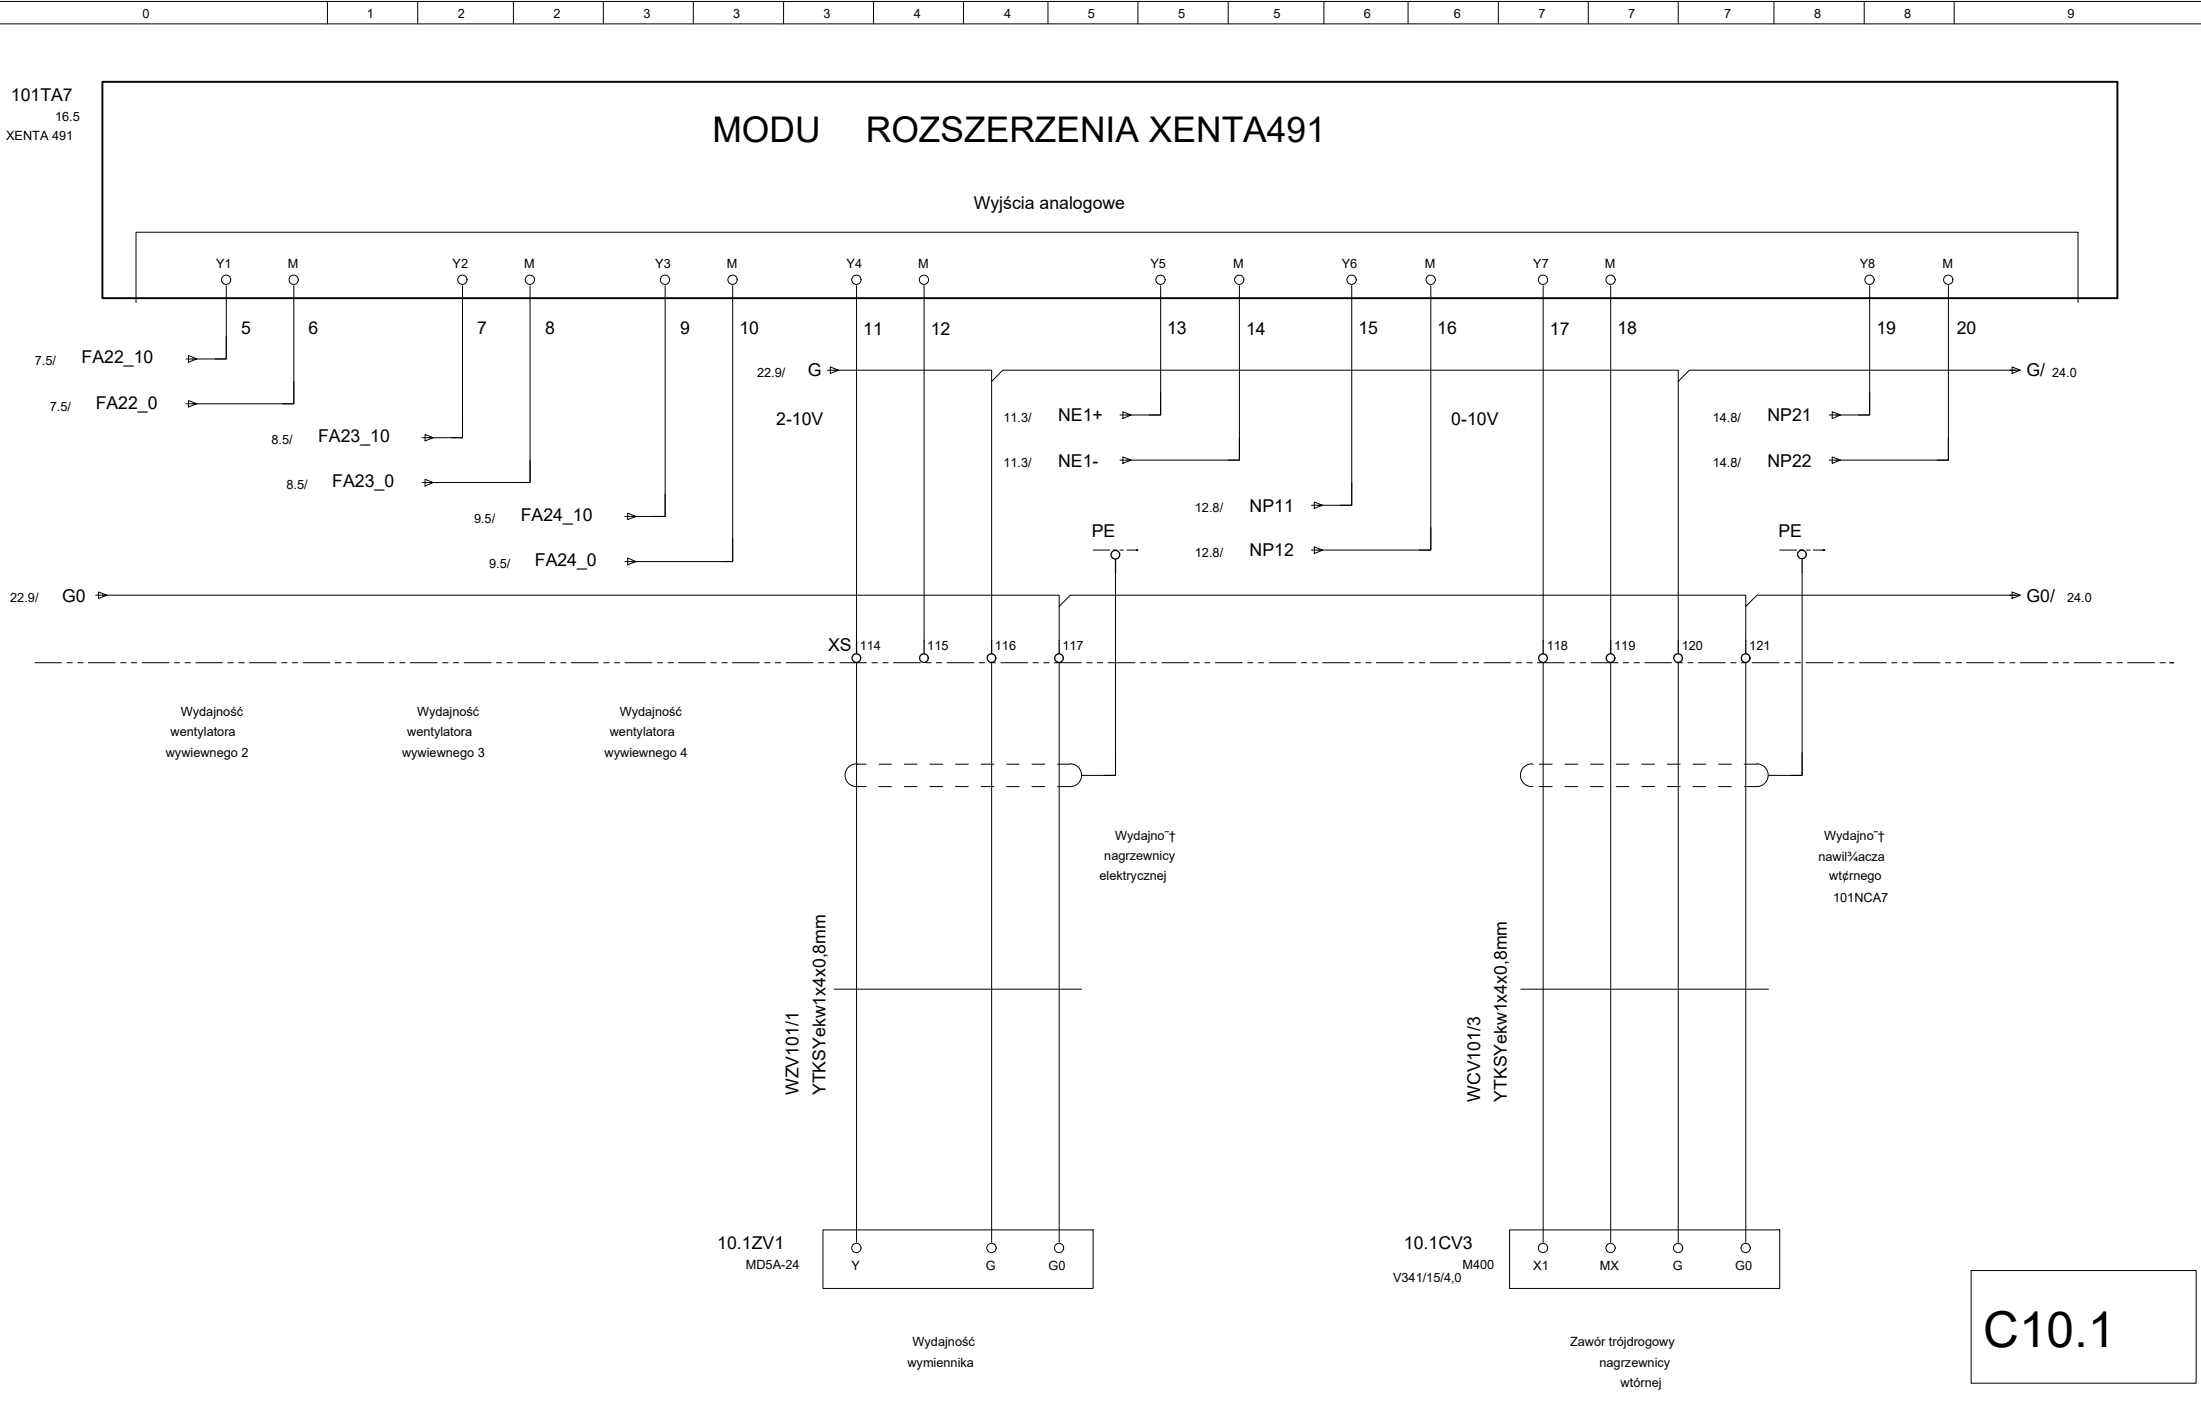 0 1 2 2 3 3 3 4 4 5 5 5 6 6 7 7 7 8 8 9
101TA7
16.5
XENTA 491
MODU ROZSZERZENIA XENTA491
Wyjścia analogowe
Y1 M Y2 M Y3 M Y4 M Y5 M Y6 M Y7 M Y8 M
5 6 7 8 9 10 11 12 13 14 15 16 17 18 19 20
7.5/ FA22_10
22.9/ G
G/ 24.0
7.5/ FA22_0
2-10V
11.3/ NE1+
0-10V
14.8/ NP21
8.5/ FA23_10
11.3/ NE1-
14.8/ NP22
8.5/ FA23_0
12.8/ NP11
9.5/ FA24_10
PE
PE
12.8/ NP12
9.5/ FA24_0
22.9/ G0
G0/ 24.0
XS 114 115 116 117 118 119 120 121
Wydajność
wentylatora
wywiewnego 2
Wydajność
wentylatora
wywiewnego 3
Wydajność
wentylatora
wywiewnego 4
Wydajno˜†
nagrzewnicy
elektrycznej
Wydajno˜†
nawil¾acza
wt¢rnego
101NCA7
WZV101/1
YTKSYekw1x4x0,8mm
WCV101/3
YTKSYekw1x4x0,8mm
10.1ZV1
MD5A-24
Y G G0
10.1CV3
M400
V341/15/4,0
X1 MX G G0
Wydajność
wymiennika
Zawór trójdrogowy
nagrzewnicy
wtórnej
C10.1